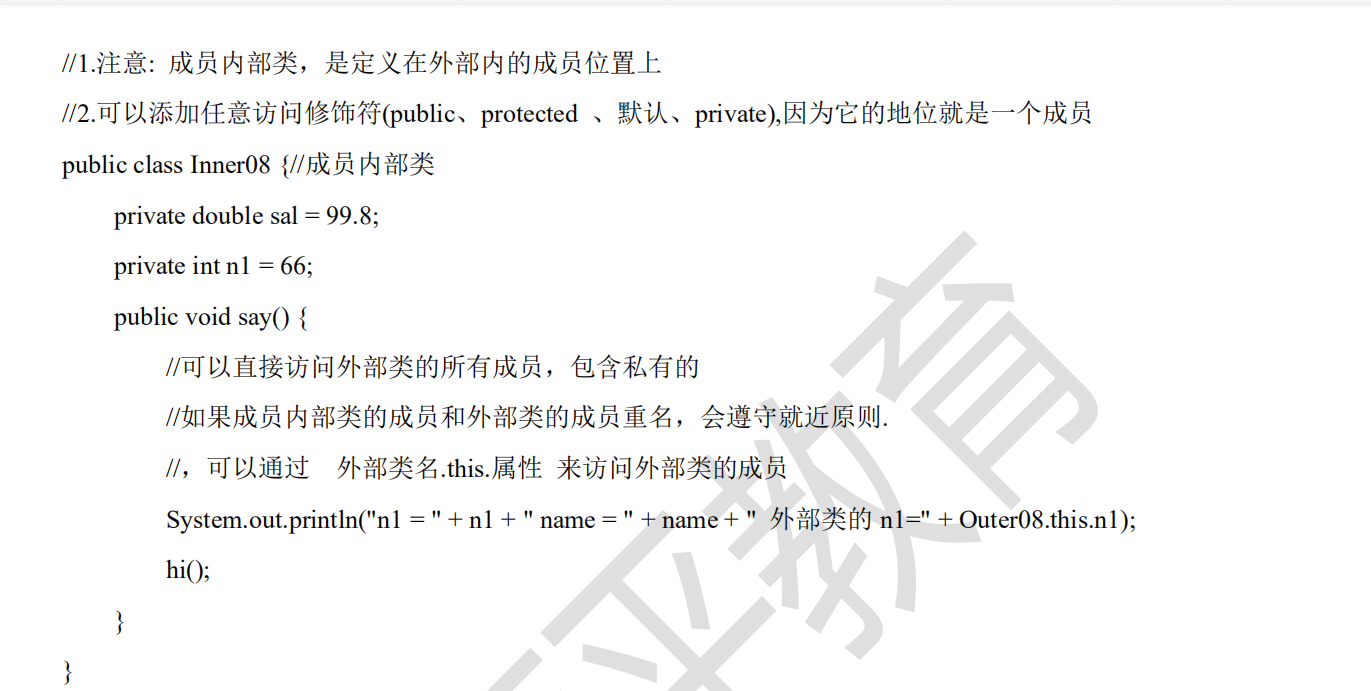 //1.注意: 成员内部类，是定义在外部内的成员位置上
//2.可以添加任意访问修饰符(public、protected 、默认、private),因为它的地位就是一个成员
public class Inner08 {//成员内部类
private double sal = 99.8;
private int n1 = 66;
public void say() {
//可以直接访问外部类的所有成员，包含私有的
//如果成员内部类的成员和外部类的成员重名，会遵守就近原则.
//，可以通过 外部类名.this.属性 来访问外部类的成员
System.out.println("n1 = " + n1 + " name = " + name + " 外部类的 n1=" + Outer08.this.n1);
hi();
}
}
平教育